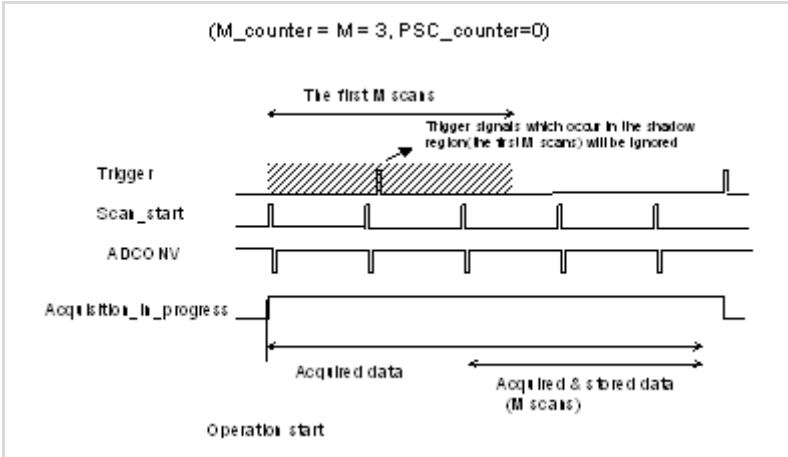 (M_counter = M = 3, PSC_counter=0)
The first M scans
Trigger signals which occur in the shadow
region(the first M scans) will be ignored
Trigger
Scan_start
ADCONV
Acquisition_in_progress
Acquired data
Acquired & stored data
(M scans)
Operation start